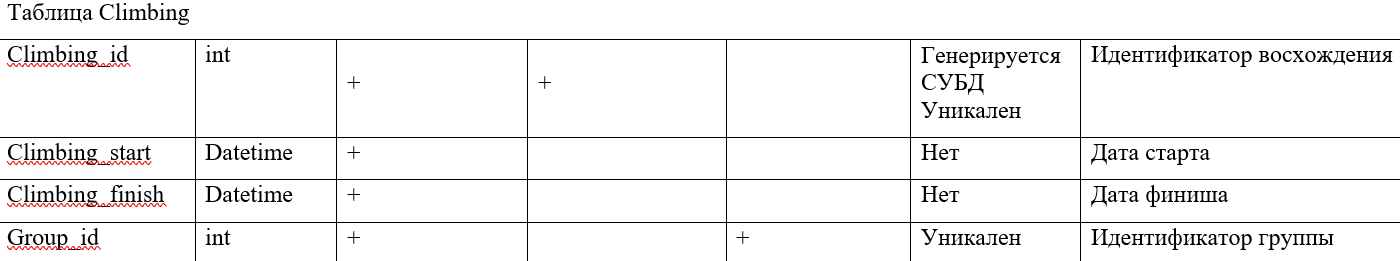 Таблица Climbing
Climbing_id int + + Генерируется СУБД Уникален Идентификатор восхождения
Climbing_start Datetime + Нет Дата старта
Climbing_finish Datetime + Нет Дата финиша
Group_id int + + Уникален Идентификатор группы